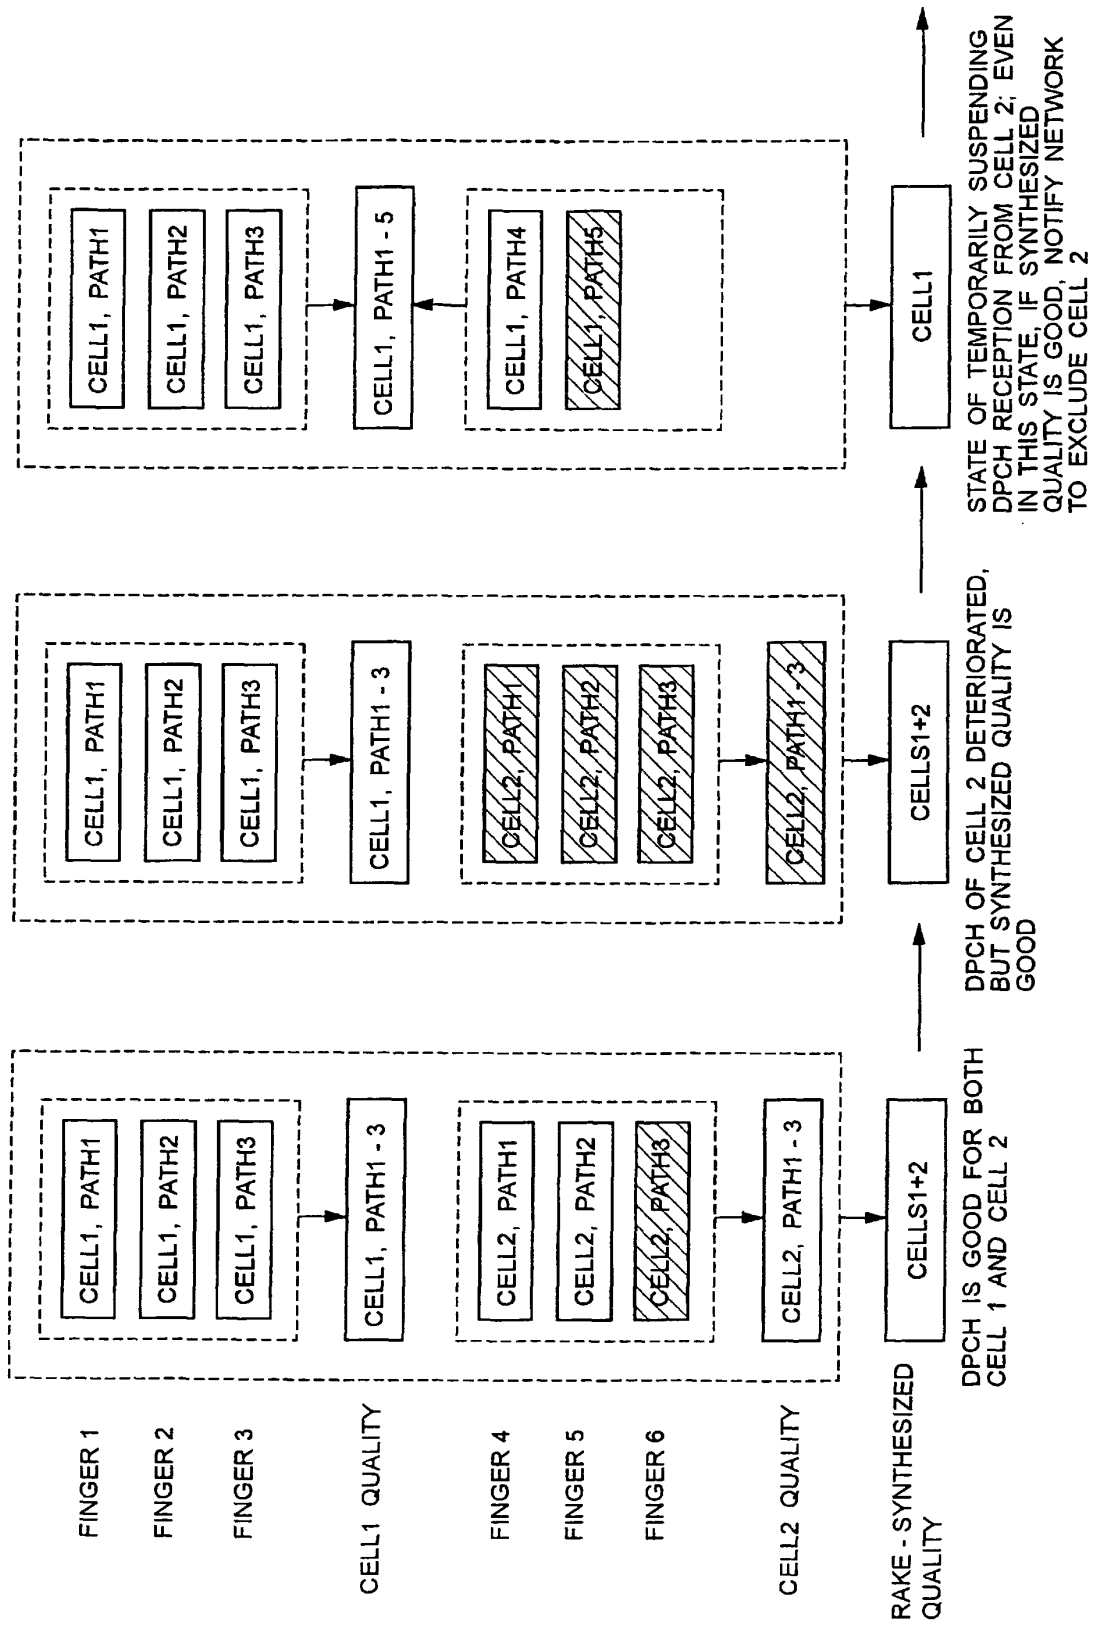 FINGER 1
CELL1, PATH1
CELL1, PATH1
CELL1, PATH1
FINGER 2
CELL1, PATH2
CELL1, PATH2
CELL1, PATH2
FINGER 3
CELL1, PATH3
CELL1, PATH3
CELL1, PATH3
CELL1 QUALITY
CELL1, PATH1 - 3
CELL1, PATH1 - 3
CELL1, PATH1 - 5
FINGER 4
CELL2, PATH1
CELL2, PATH1
CELL1, PATH4
FINGER 5
CELL2, PATH2
CELL2, PATH2
CELL1, PATH5
FINGER 6
CELL2, PATH3
CELL2, PATH3
CELL2 QUALITY
CELL2, PATH1 - 3
CELL2, PATH1 - 3
RAKE - SYNTHESIZED
QUALITY
CELLS1+2
CELLS1+2
CELL1
DPCH IS GOOD FOR BOTH
CELL 1 AND CELL 2
DPCH OF CELL 2 DETERIORATED,
BUT SYNTHESIZED QUALITY IS
GOOD
STATE OF TEMPORARILY SUSPENDING
DPCH RECEPTION FROM CELL 2; EVEN
IN THIS STATE, IF SYNTHESIZED
QUALITY IS GOOD, NOTIFY NETWORK
TO EXCLUDE CELL 2